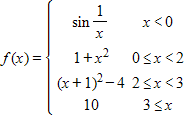 f(x) = { sin 1/x    x<0
1+x²    0≤x<2
(x+1)²−4    2≤x<3
10    3≤x